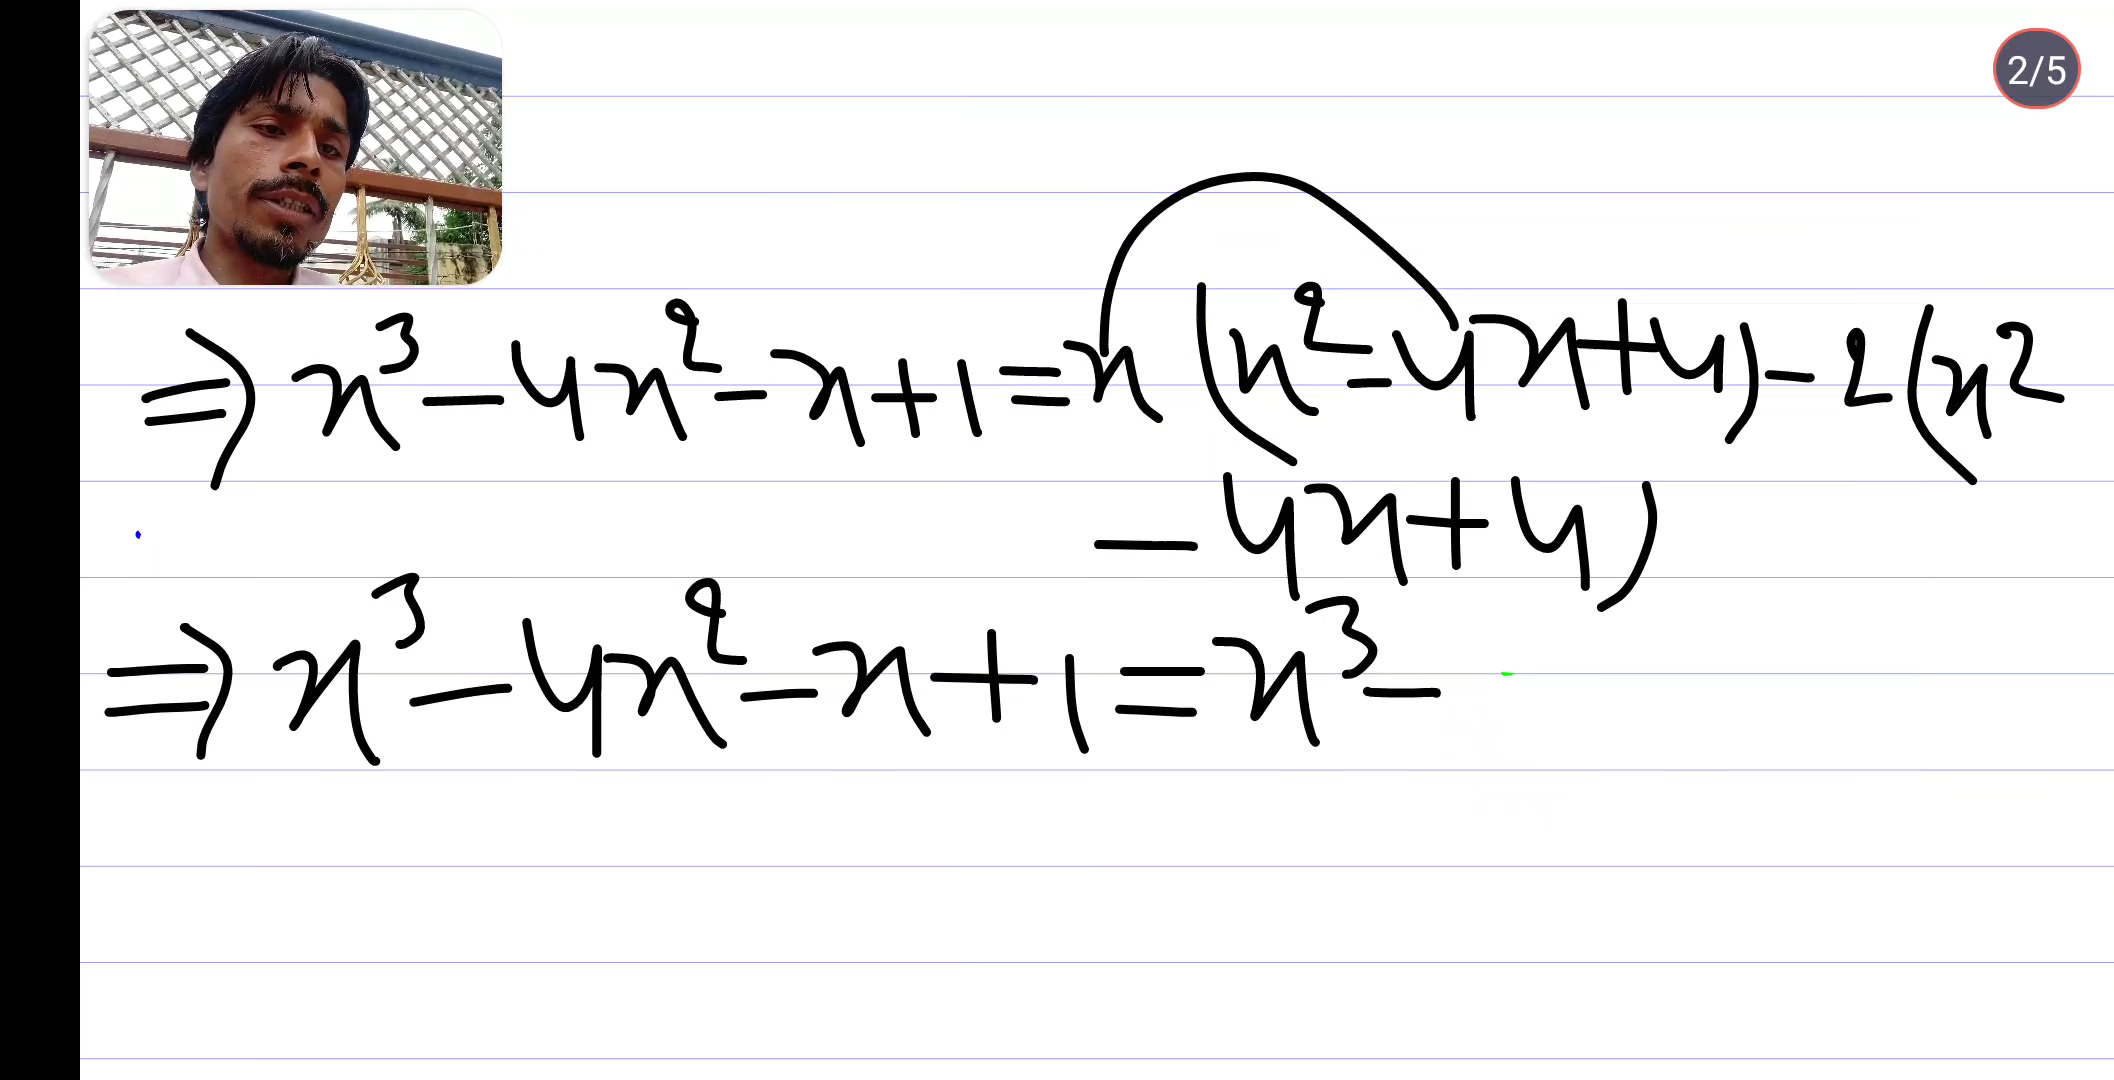 2/5
⇒ x³ - 4x² - x + 1 = x (x² - 4x + 4) - 2 (x²
- 4x + 4)
⇒ x³ - 4x² - x + 1 = x³ -